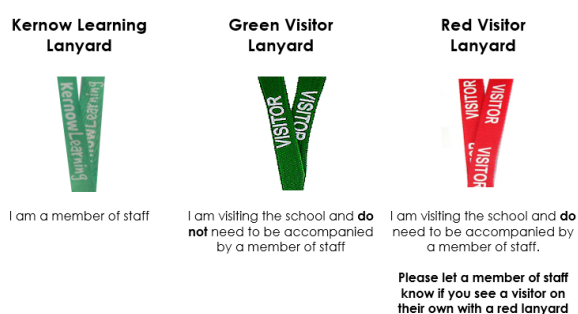 Kernow Learning
Lanyard
KernowLearning
Learning
I am a member of staff
Green Visitor
Lanyard
VISITOR
VISITOR
I am visiting the school and do
not need to be accompanied
by a member of staff
Red Visitor
Lanyard
VISITOR
VISITOR
VISITOR
I am visiting the school and do
need to be accompanied by
a member of staff.
Please let a member of staff
know if you see a visitor on
their own with a red lanyard